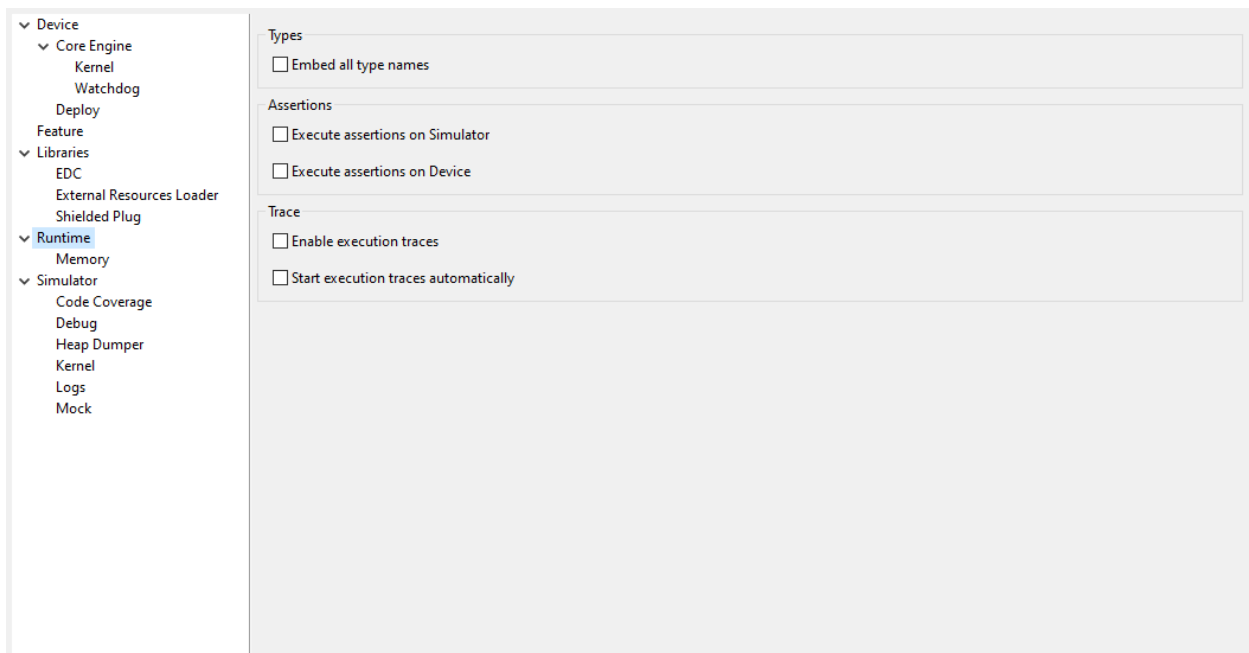 Device
Core Engine
Kernel
Watchdog
Deploy
Feature
Libraries
EDC
External Resources Loader
Shielded Plug
Runtime
Memory
Simulator
Code Coverage
Debug
Heap Dumper
Kernel
Logs
Mock
Types
Embed all type names
Assertions
Execute assertions on Simulator
Execute assertions on Device
Trace
Enable execution traces
Start execution traces automatically